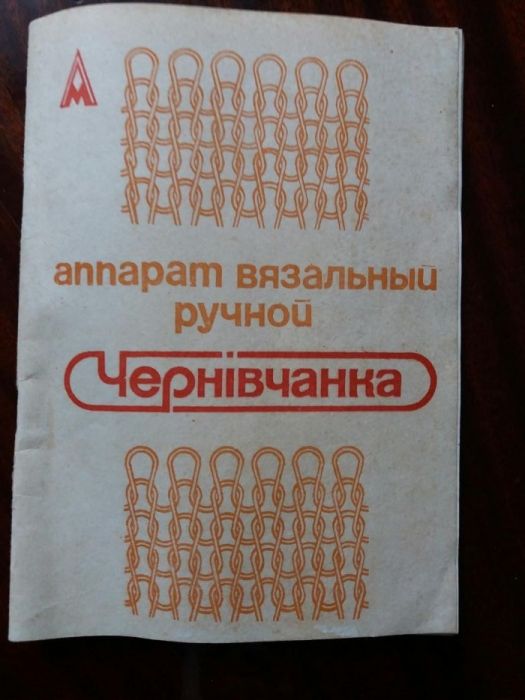 аппарат вязальный
ручной
Чернівчанка